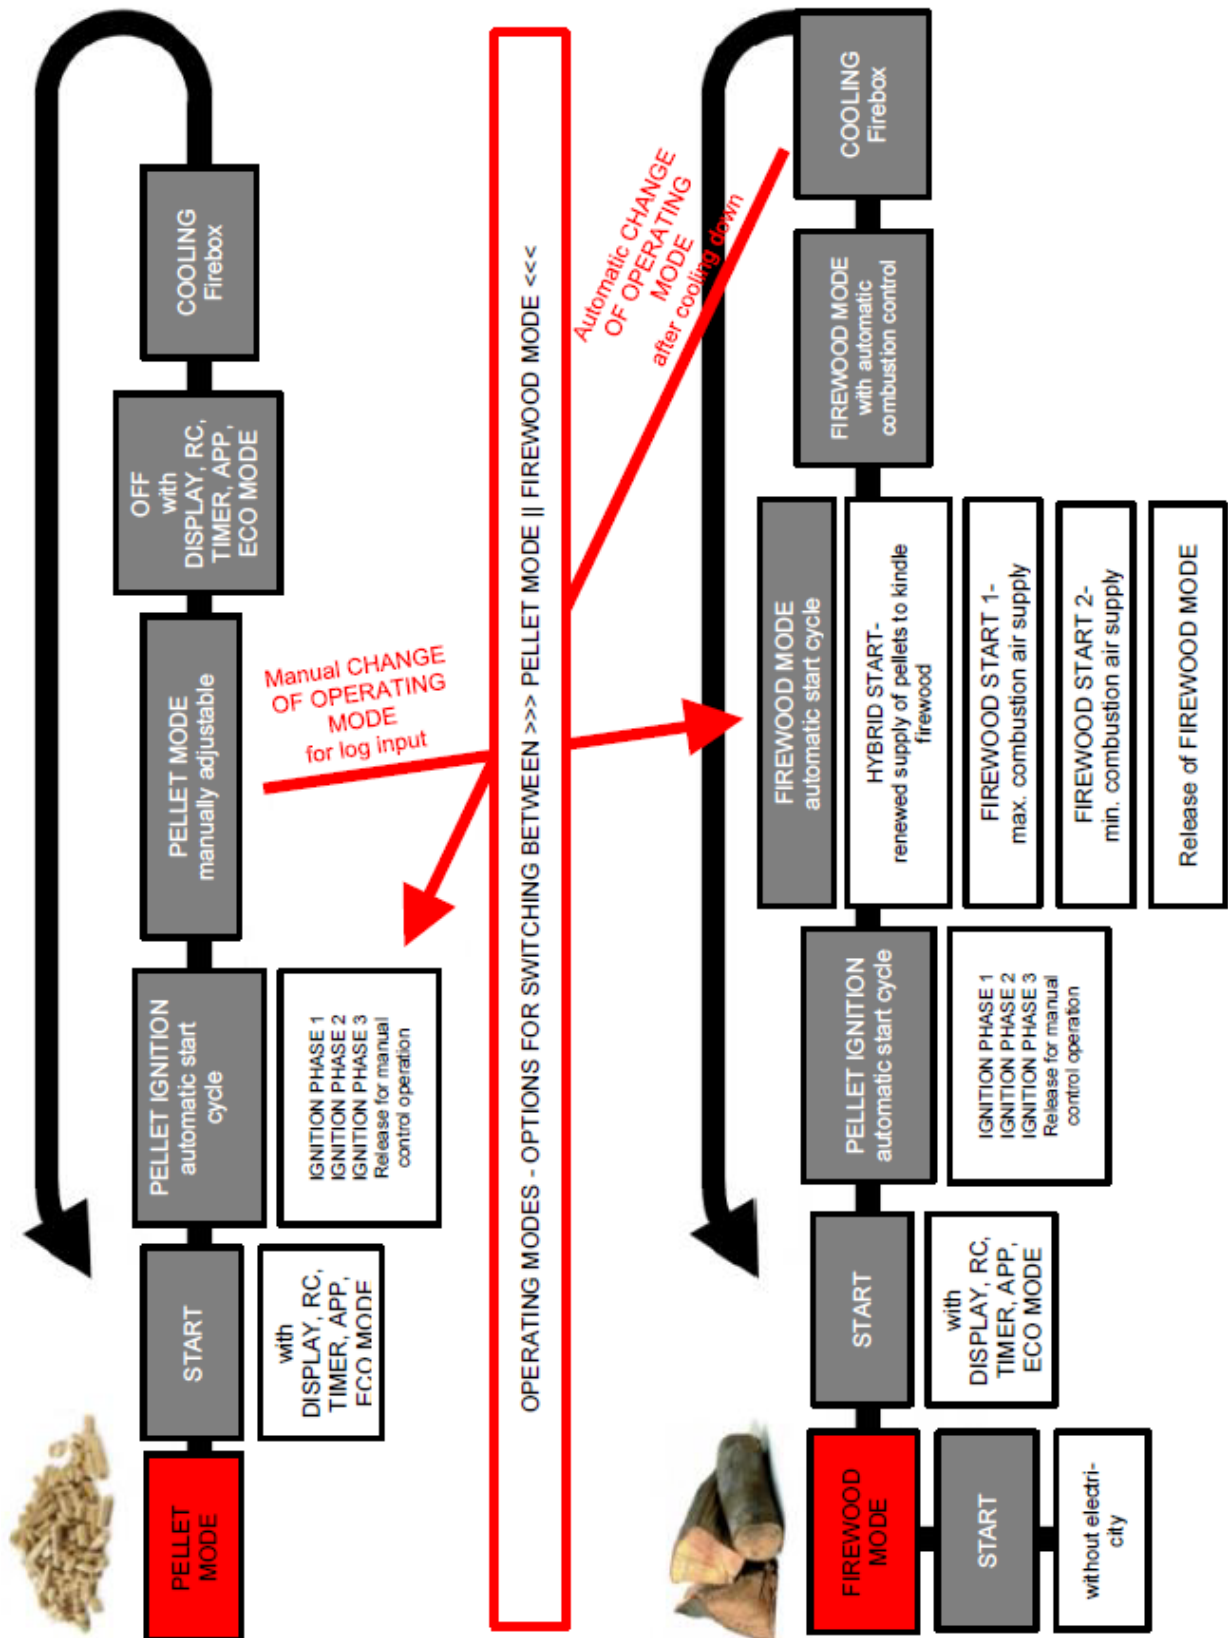 PELLET
MODE
START
with
DISPLAY, RC,
TIMER, APP,
ECO MODE
PELLET IGNITION
automatic start
cycle
IGNITION PHASE 1
IGNITION PHASE 2
IGNITION PHASE 3
Release for manual
control operation
PELLET MODE
manually adjustable
OFF
with
DISPLAY, RC,
TIMER, APP,
ECO MODE
COOLING
Firebox
Manual CHANGE
OF OPERATING
MODE
for log input
OPERATING MODES - OPTIONS FOR SWITCHING BETWEEN >>> PELLET MODE || FIREWOOD MODE <<<
Automatic CHANGE
OF OPERATING
MODE
after cooling down
FIREWOOD
MODE
START
without electri-
city
START
with
DISPLAY, RC,
TIMER, APP,
ECO MODE
PELLET IGNITION
automatic start cycle
IGNITION PHASE 1
IGNITION PHASE 2
IGNITION PHASE 3
Release for manual
control operation
FIREWOOD MODE
automatic start cycle
HYBRID START-
renewed supply of pellets to kindle
firewood
FIREWOOD START 1-
max. combustion air supply
FIREWOOD START 2-
min. combustion air supply
Release of FIREWOOD MODE
FIREWOOD MODE
with automatic
combustion control
COOLING
Firebox